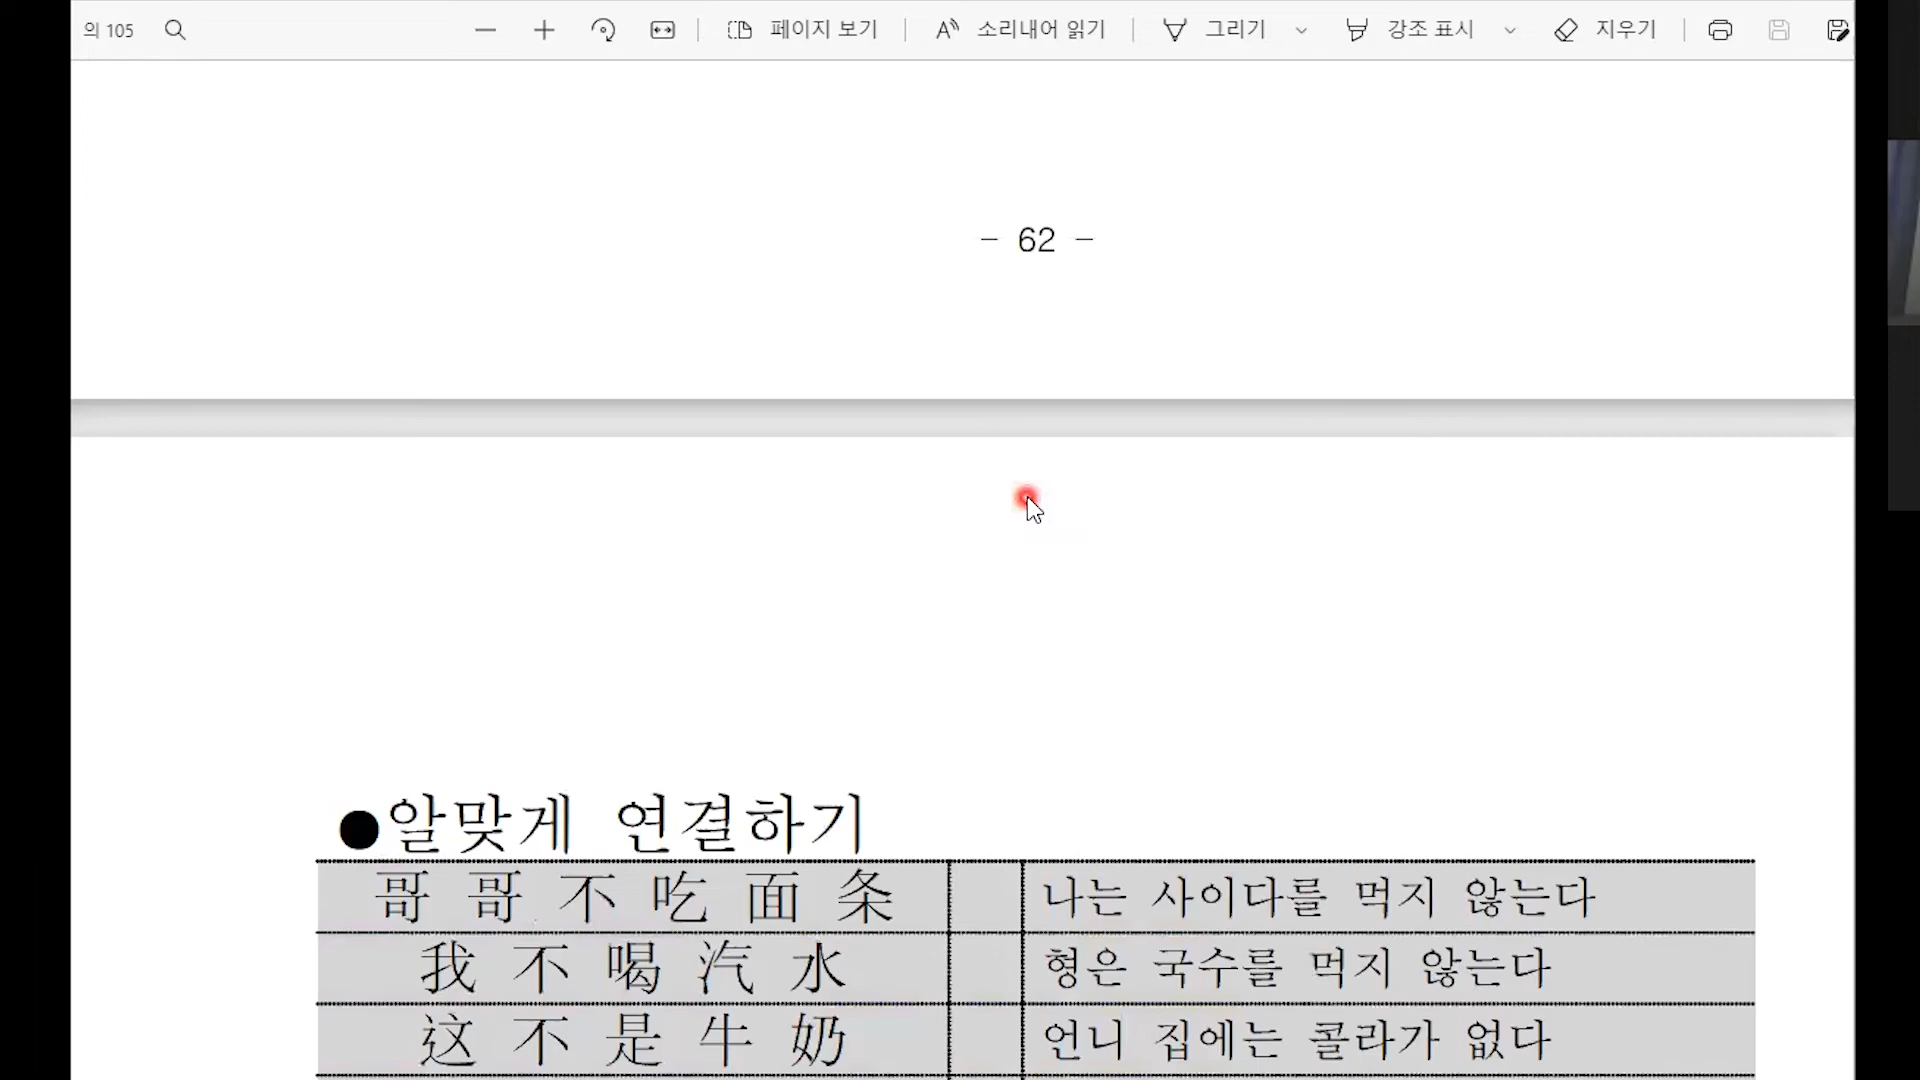 의 105 페이지 보기 소리내어 읽기 그리기 강조 표시 지우기
- 62 -
●알맞게 연결하기
哥哥不吃面条 나는 사이다를 먹지 않는다
我不喝汽水 형은 국수를 먹지 않는다
这不是牛奶 언니 집에는 콜라가 없다